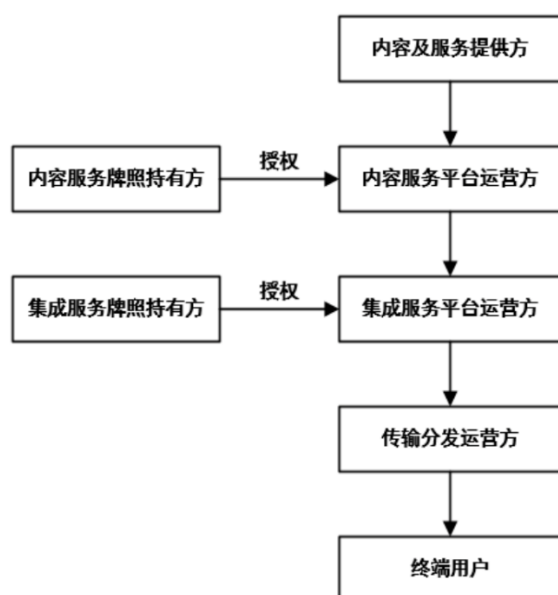 内容及服务提供方
内容服务牌照持有方
授权
内容服务平台运营方
集成服务牌照持有方
授权
集成服务平台运营方
传输分发运营方
终端用户